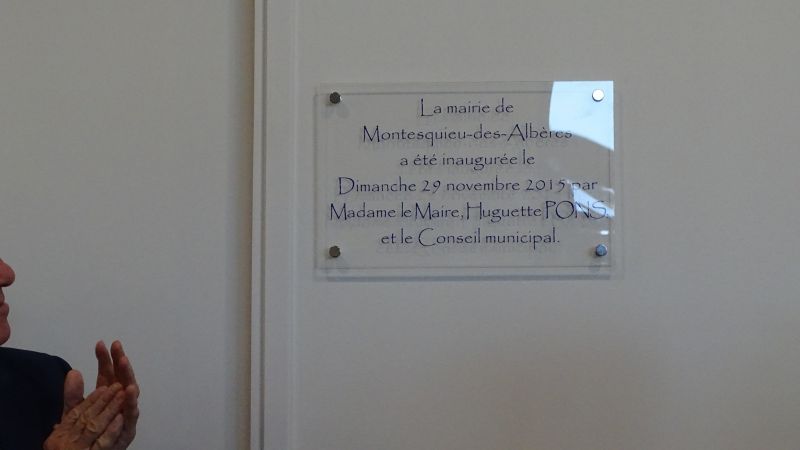 La mairie de
Montesquieu-des-Albères
a été inaugurée le
Dimanche 29 novembre 2015 par
Madame le Maire, Huguette PONS
et le Conseil municipal.